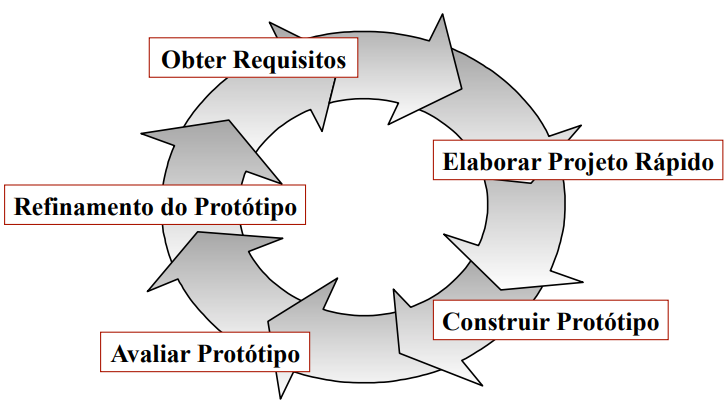 Obter Requisitos
Elaborar Projeto Rápido
Construir Protótipo
Avaliar Protótipo
Refinamento do Protótipo